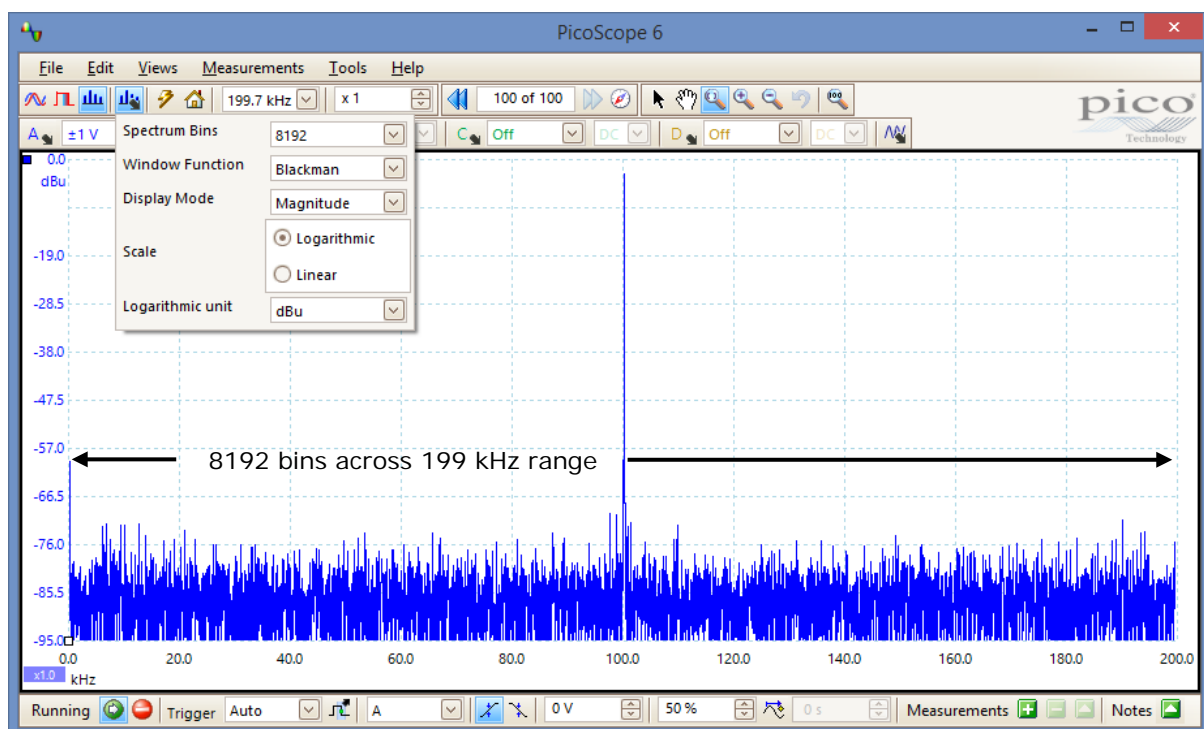 PicoScope 6
File Edit Views Measurements Tools Help
199.7 kHz x 1 100 of 100 100
pico
Technology
A ±1 V DC C Off DC D Off DC
Spectrum Bins 8192
Window Function Blackman
Display Mode Magnitude
Scale Logarithmic
Linear
Logarithmic unit dBu
0.0
dBu
-19.0
-28.5
-38.0
-47.5
-57.0
8192 bins across 199 kHz range
-66.5
-76.0
-85.5
-95.0
0.0 20.0 40.0 60.0 80.0 100.0 120.0 140.0 160.0 180.0 200.0
x1.0 kHz
Running Trigger Auto A 0 V 50 % 0 s Measurements Notes